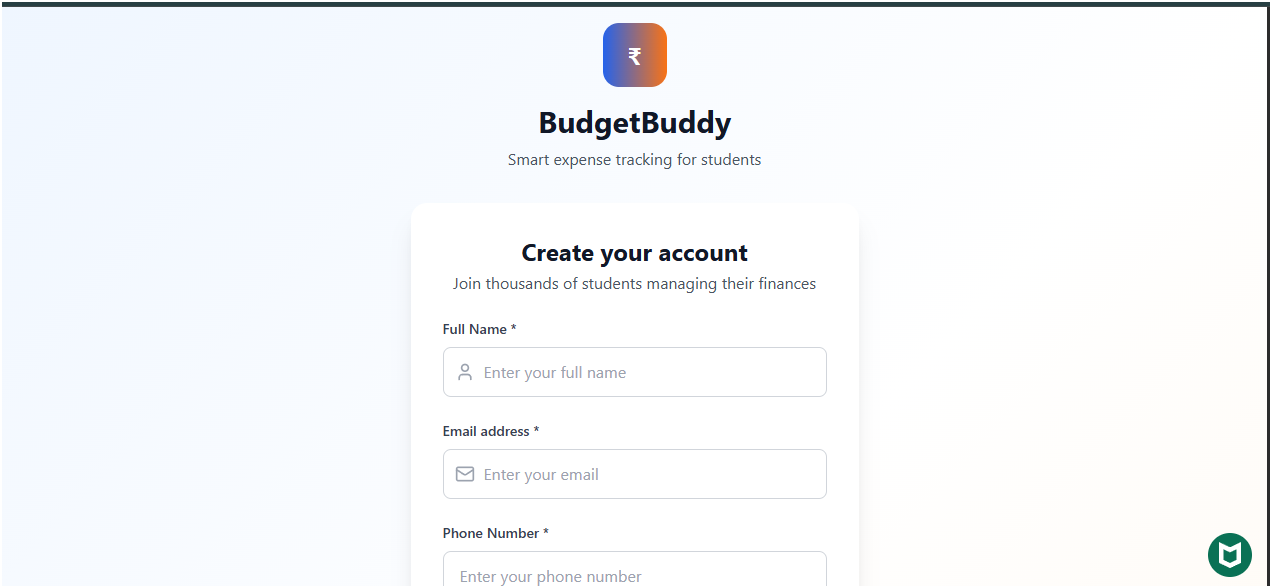 ₹
BudgetBuddy
Smart expense tracking for students
Create your account
Join thousands of students managing their finances
Full Name *
Enter your full name
Email address *
Enter your email
Phone Number *
Enter your phone number